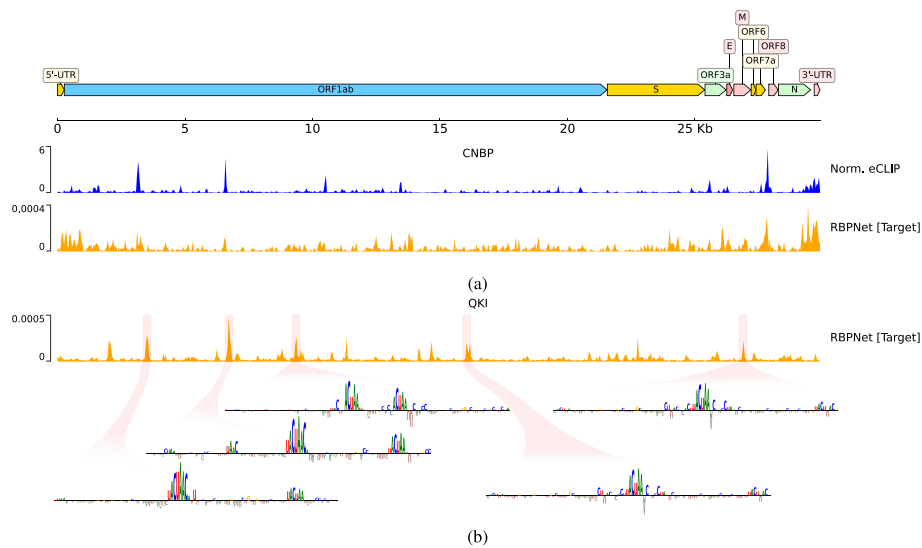 (a)
M
ORF6
E
ORF8
5'-UTR
ORF3a
ORF7a
3'-UTR
ORF1ab
S
N
0
5
10
15
20
25 Kb
CNBP
6
0
Norm. eCLIP
0,0004
0
RBPNet [Target]
(a)
QKI
0.0005
0
RBPNet [Target]
(b)